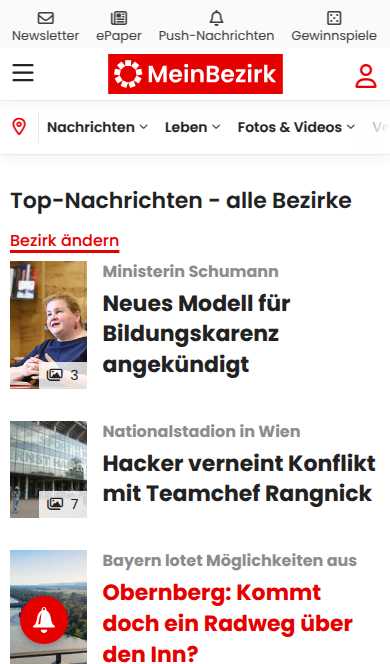 Newsletter ePaper Push-Nachrichten Gewinnspiele
MeinBezirk
Nachrichten Leben Fotos & Videos
Top-Nachrichten - alle Bezirke
Bezirk ändern
Ministerin Schumann
Neues Modell für
Bildungskarenz
angekündigt
3
Nationalstadion in Wien
Hacker verneint Konflikt
mit Teamchef Rangnick
7
Bayern lotet Möglichkeiten aus
Obernberg: Kommt
doch ein Radweg über
den Inn?